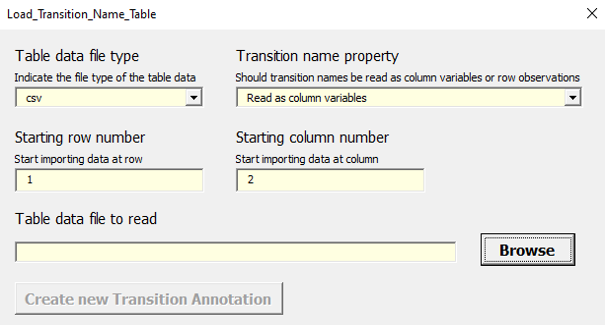 Load_Transition_Name_Table
Table data file type
Transition name property
Indicate the file type of the table data
Should transition names be read as column variables or row observations
csv
Read as column variables
Starting row number
Starting column number
Start importing data at row
Start importing data at column
1
2
Table data file to read
Browse
Create new Transition Annotation